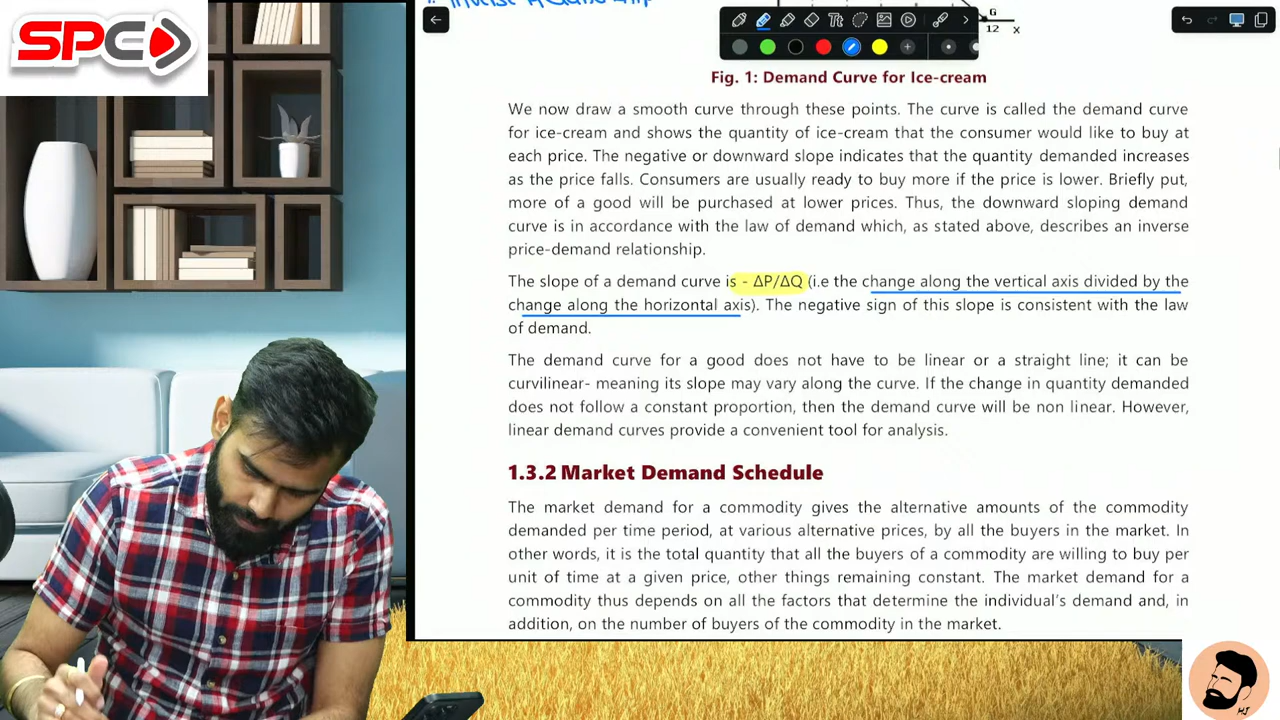 SPC
Inverse Relationship
G
12 X
Fig. 1: Demand Curve for Ice-cream
We now draw a smooth curve through these points. The curve is called the demand curve
for ice-cream and shows the quantity of ice-cream that the consumer would like to buy at
each price. The negative or downward slope indicates that the quantity demanded increases
as the price falls. Consumers are usually ready to buy more if the price is lower. Briefly put,
more of a good will be purchased at lower prices. Thus, the downward sloping demand
curve is in accordance with the law of demand which, as stated above, describes an inverse
price-demand relationship.
The slope of a demand curve is - ΔP/ΔQ (i.e the change along the vertical axis divided by the
change along the horizontal axis). The negative sign of this slope is consistent with the law
of demand.
The demand curve for a good does not have to be linear or a straight line; it can be
curvilinear- meaning its slope may vary along the curve. If the change in quantity demanded
does not follow a constant proportion, then the demand curve will be non linear. However,
linear demand curves provide a convenient tool for analysis.
1.3.2 Market Demand Schedule
The market demand for a commodity gives the alternative amounts of the commodity
demanded per time period, at various alternative prices, by all the buyers in the market. In
other words, it is the total quantity that all the buyers of a commodity are willing to buy per
unit of time at a given price, other things remaining constant. The market demand for a
commodity thus depends on all the factors that determine the individual's demand and, in
addition, on the number of buyers of the commodity in the market.
HJ